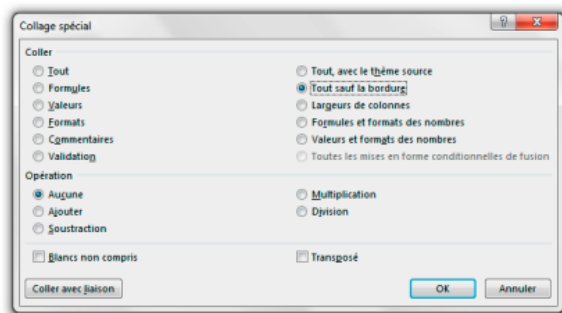 Collage spécial
Coller
Tout
Formules
Valeurs
Formats
Commentaires
Validation
Tout, avec le thème source
Tout sauf la bordure
Largeurs de colonnes
Formules et formats des nombres
Valeurs et formats des nombres
Toutes les mises en forme conditionnelles de fusion
Opération
Aucune
Ajouter
Soustraction
Multiplication
Division
Blancs non compris
Transposé
Coller avec liaison
OK
Annuler